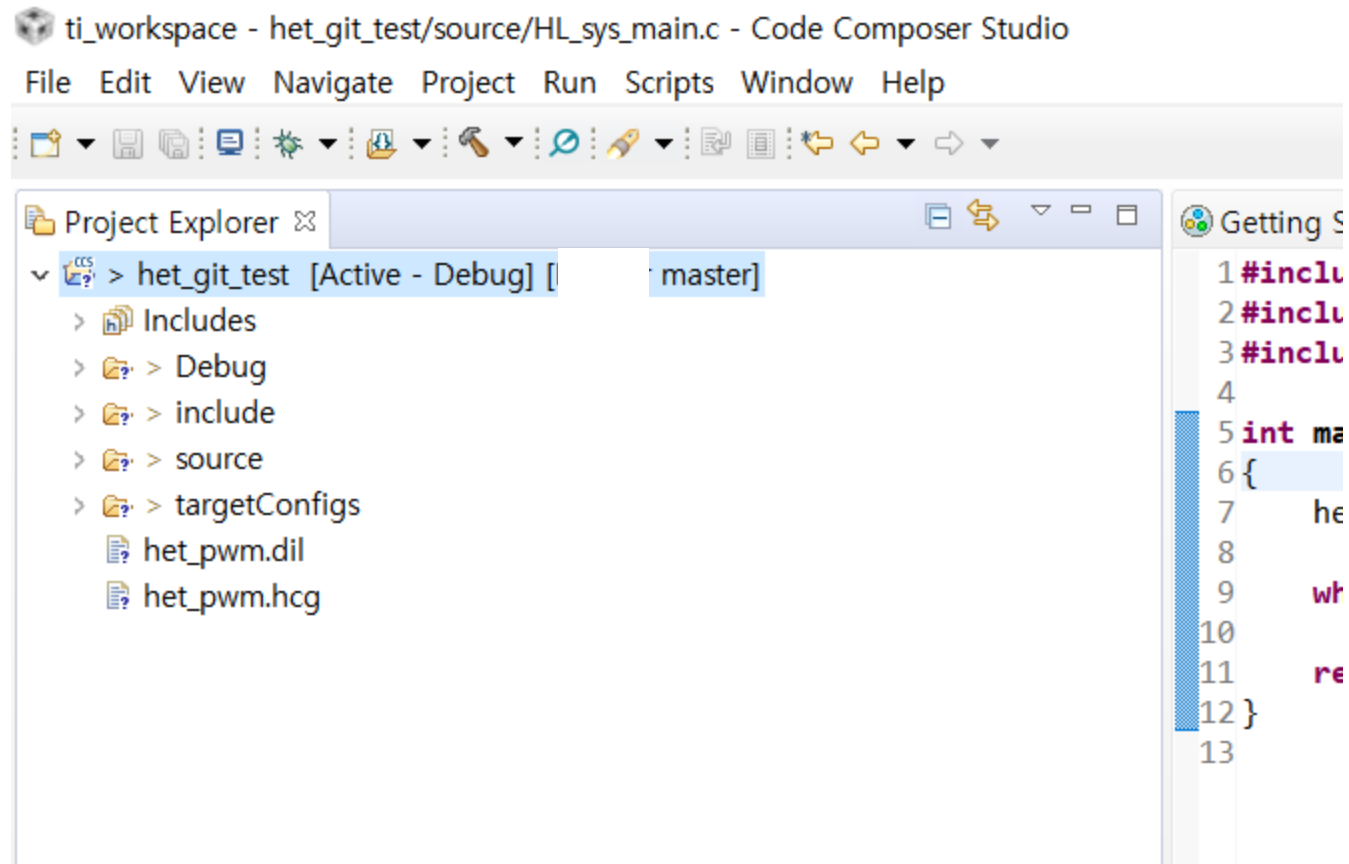 ti_workspace - het_git_test/source/HL_sys_main.c - Code Composer Studio
File Edit View Navigate Project Run Scripts Window Help
Project Explorer
Getting
CCS
> het_git_test [Active - Debug] [ master]
Includes
> Debug
> include
> source
> targetConfigs
het_pwm.dil
het_pwm.hcg
1 #inclu
2 #inclu
3 #inclu
4
5 int ma
6 {
7 he
8
9 wh
10
11 re
12 }
13